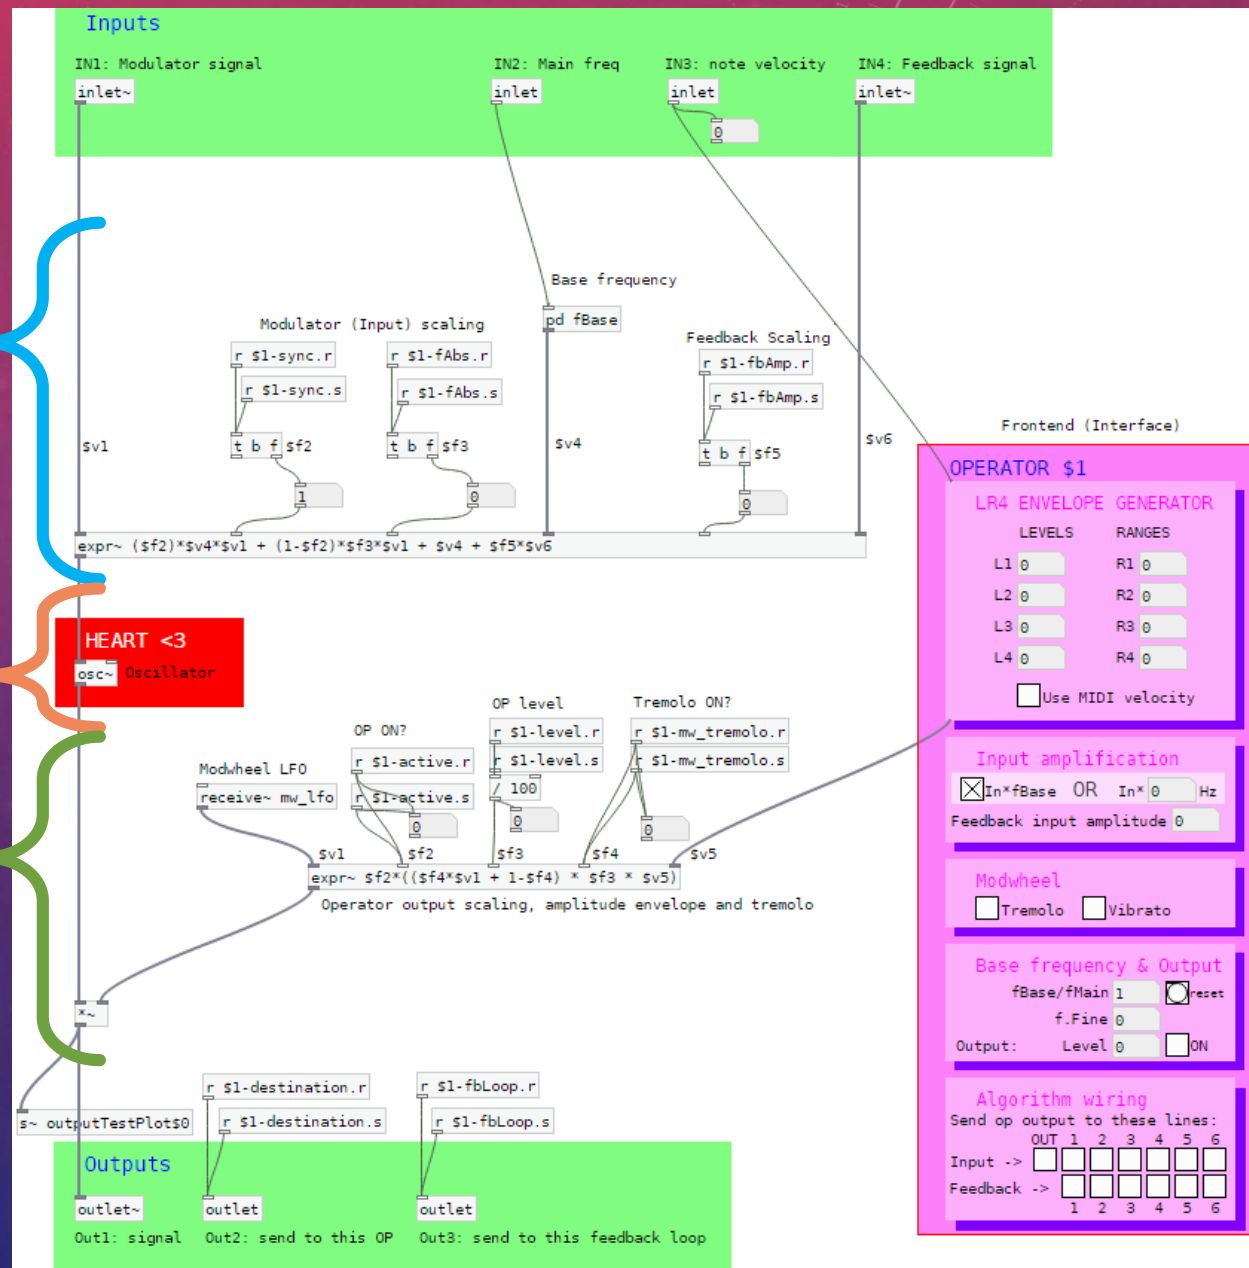 Inputs
IN1: Modulator signal
IN2: Main freq
IN3: note velocity
IN4: Feedback signal
inlet~
inlet
inlet
inlet~
0
Base frequency
pd fBase
Modulator (Input) scaling
r $1-sync.r
r $1-fAbs.r
r $1-sync.s
r $1-fAbs.s
Feedback Scaling
r $1-fbAmp.r
r $1-fbAmp.s
$v1
t b f $f2
t b f $f3
$v4
t b f $f5
$v6
1
0
0
expr~ ($f2)*$v4*$v1 + (1-$f2)*$f3*$v1 + $v4 + $f5*$v6
HEART <3
osc~ Oscillator
OP ON?
OP level
Tremolo ON?
Modwheel LFO
r $1-active.r
r $1-level.r
r $1-mw_tremolo.r
receive~ mw_lfo
r $1-active.s
r $1-level.s
r $1-mw_tremolo.s
/ 100
0
0
0
$v1
$f2
$f3
$f4
$v5
expr~ $f2*(($f4*$v1 + 1-$f4) * $f3 * $v5)
Operator output scaling, amplitude envelope and tremolo
*~
s~ outputTestPlot$0
r $1-destination.r
r $1-fbLoop.r
r $1-destination.s
r $1-fbLoop.s
Outputs
outlet~
outlet
outlet
Out1: signal
Out2: send to this OP
Out3: send to this feedback loop
Frontend (Interface)
OPERATOR $1
LR4 ENVELOPE GENERATOR
LEVELS
RANGES
L1 0
R1 0
L2 0
R2 0
L3 0
R3 0
L4 0
R4 0
Use MIDI velocity
Input amplification
In*fBase OR In* 0 Hz
Feedback input amplitude 0
Modwheel
Tremolo
Vibrato
Base frequency & Output
fBase/fMain 1 reset
f.Fine 0
Output: Level 0 ON
Algorithm wiring
Send op output to these lines:
OUT 1 2 3 4 5 6
Input ->
Feedback ->
1 2 3 4 5 6